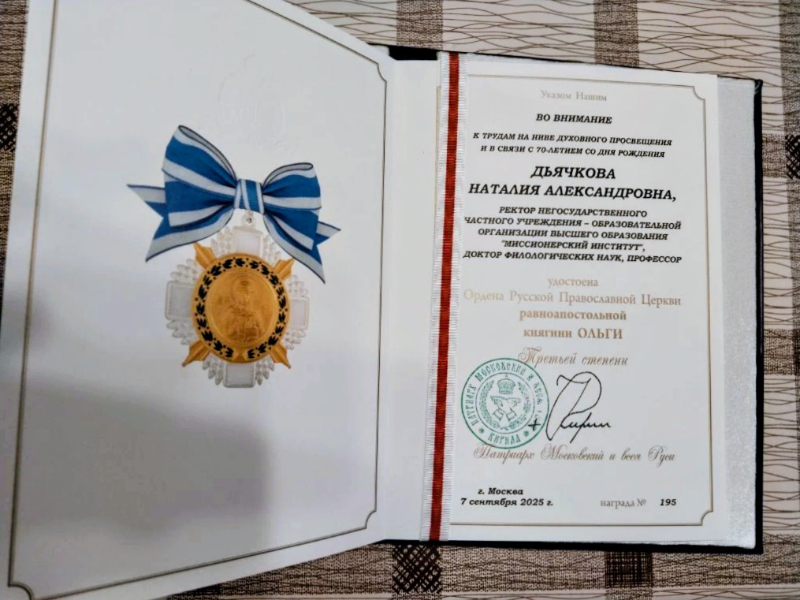 Указом Нашим
ВО ВНИМАНИЕ
К ТРУДАМ НА НИВЕ ДУХОВНОГО ПРОСВЕЩЕНИЯ
И В СВЯЗИ С 70-ЛЕТИЕМ СО ДНЯ РОЖДЕНИЯ
ДЬЯЧКОВА
НАТАЛИЯ АЛЕКСАНДРОВНА,
РЕКТОР НЕГОСУДАРСТВЕННОГО
ЧАСТНОГО УЧРЕЖДЕНИЯ – ОБРАЗОВАТЕЛЬНОЙ
ОРГАНИЗАЦИИ ВЫСШЕГО ОБРАЗОВАНИЯ
"МИССИОНЕРСКИЙ ИНСТИТУТ",
ДОКТОР ФИЛОЛОГИЧЕСКИХ НАУК, ПРОФЕССОР
удостоена
Ордена Русской Православной Церкви
равноапостольной
княгини ОЛЬГИ
Третьей степени
Патриарх Московский и всея Руси
г. Москва
7 сентября 2025 г.
награда № 195